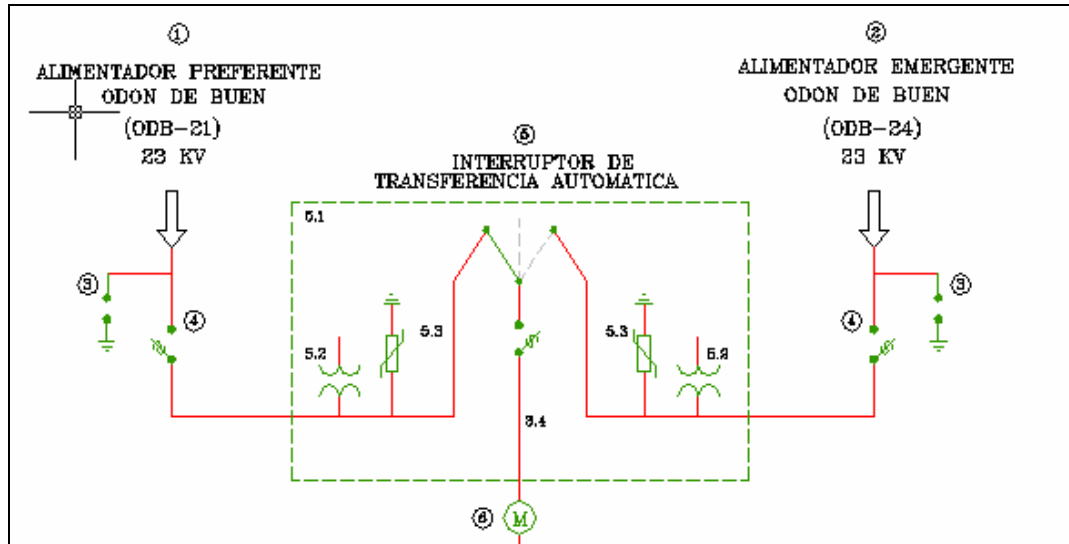 ①
ALIMENTADOR PREFERENTE
ODON DE BUEN
(ODB-21)
23 KV
②
ALIMENTADOR EMERGENTE
ODON DE BUEN
(ODB-24)
23 KV
⑤
INTERRUPTOR DE
TRANSFERENCIA AUTOMATICA
5.1
③
④
5.2
5.3
5.3
5.2
④
③
3.4
⑥
M